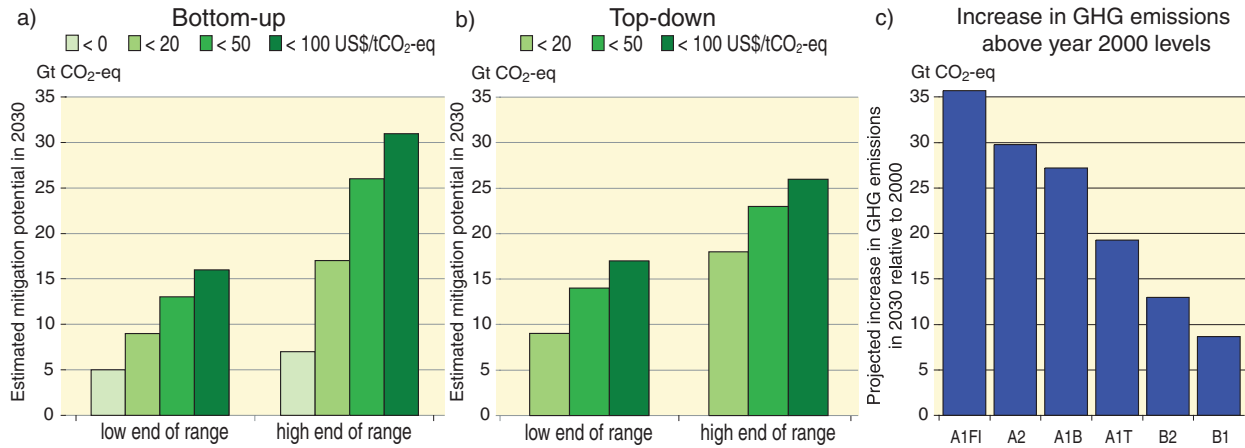 a)
Bottom-up
< 0 < 20 < 50 < 100 US$/tCO₂-eq
Gt CO₂-eq
Estimated mitigation potential in 2030
35
30
25
20
15
10
5
0
low end of range
high end of range
b)
Top-down
< 20 < 50 < 100 US$/tCO₂-eq
Gt CO₂-eq
Estimated mitigation potential in 2030
35
30
25
20
15
10
5
0
low end of range
high end of range
c)
Increase in GHG emissions
above year 2000 levels
Gt CO₂-eq
Projected increase in GHG emissions
in 2030 relative to 2000
35
30
25
20
15
10
5
0
A1FI A2 A1B A1T B2 B1